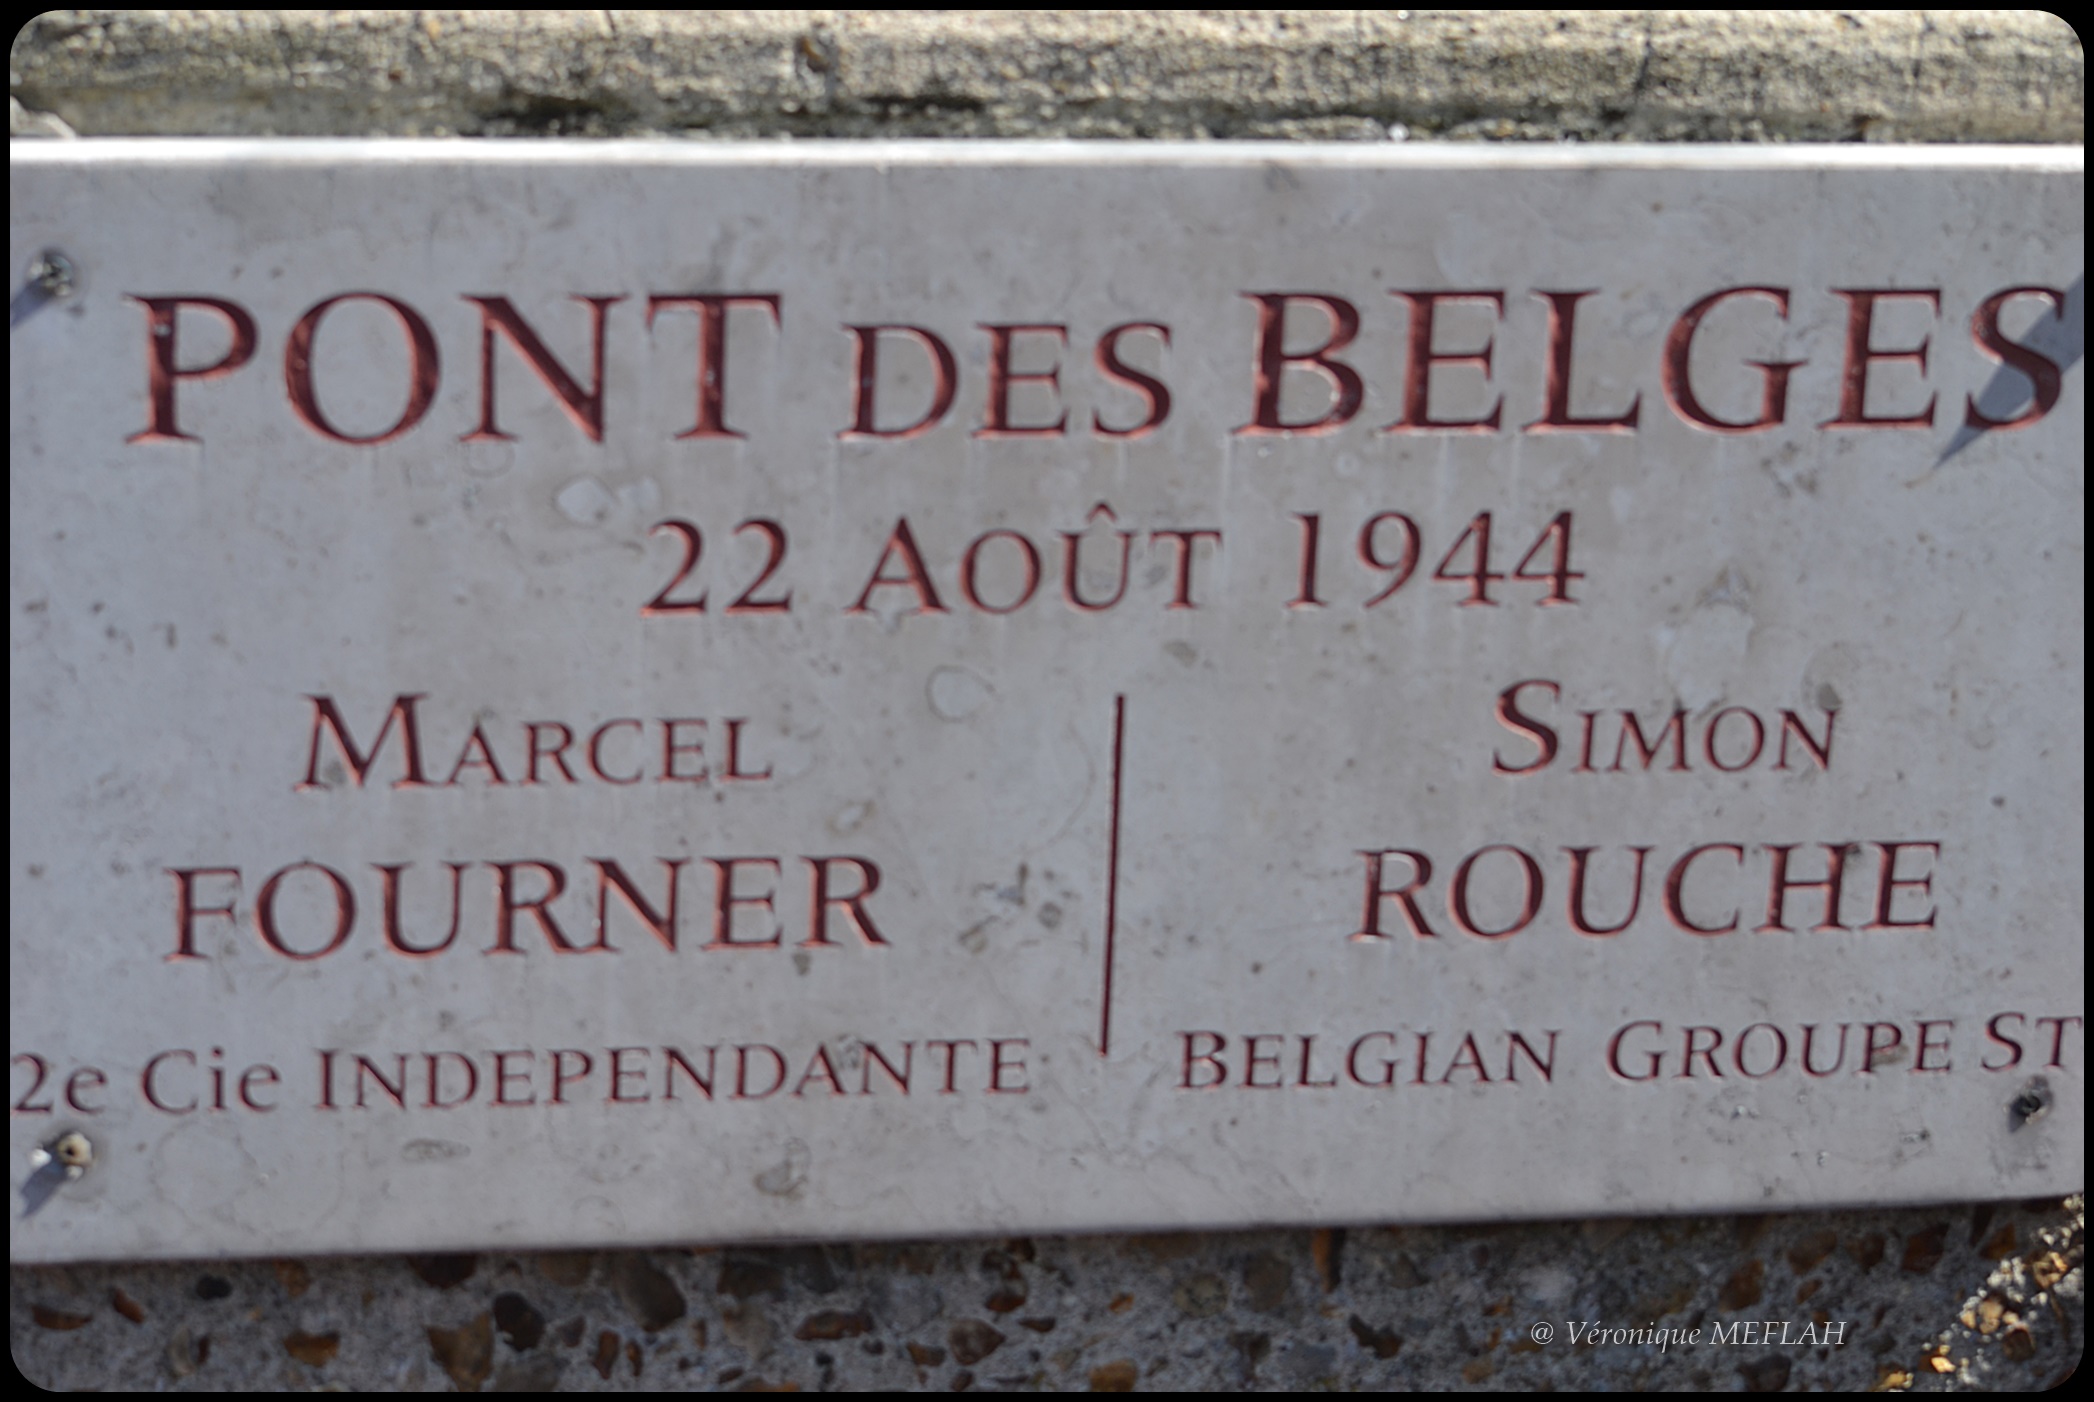 PONT DES BELGES
22 AOÛT 1944
MARCEL
FOURNER
2e Cie INDEPENDANTE
SIMON
ROUCHE
BELGIAN GROUPE ST
@ Véronique MEFLAH